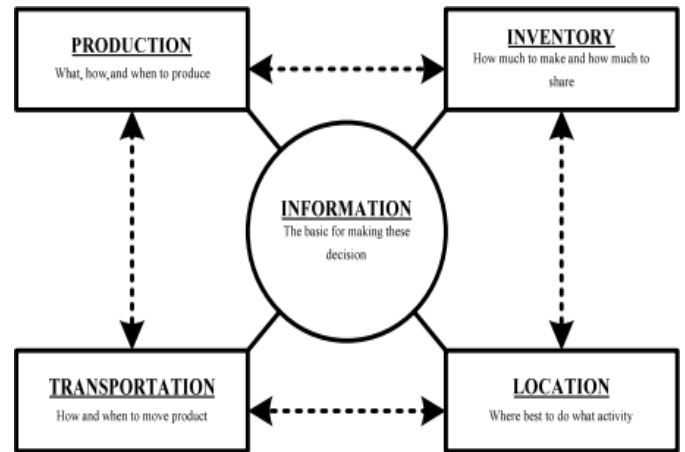 PRODUCTION
What, how, and when to produce
INVENTORY
How much to make and how much to
share
INFORMATION
The basic for making these
decision
TRANSPORTATION
How and when to move product
LOCATION
Where best to do what activity